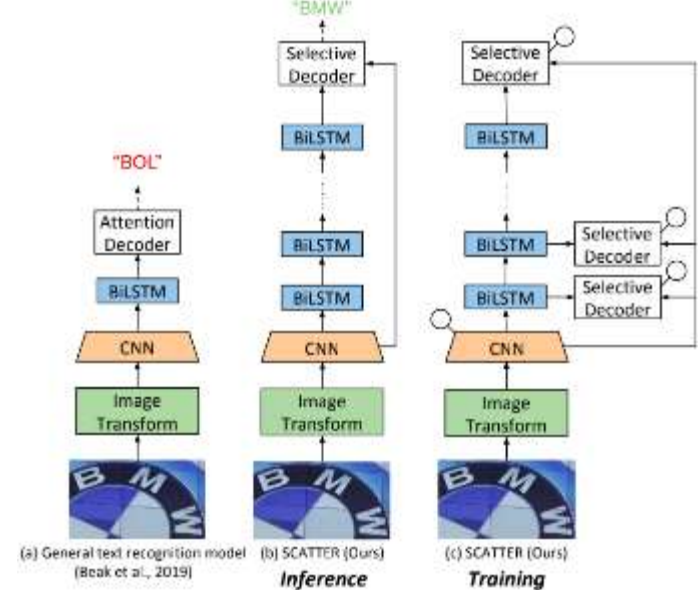 "BMW"
Selective
Decoder
BiLSTM
BiLSTM
BiLSTM
CNN
Image
Transform
B M W
(b) SCATTER (Ours)
Inference
"BOL"
Attention
Decoder
BiLSTM
CNN
Image
Transform
B M W
(a) General text recognition model
(Beak et al., 2019)
Selective
Decoder
BiLSTM
BiLSTM
Selective
Decoder
BiLSTM
Selective
Decoder
CNN
Image
Transform
B M W
(c) SCATTER (Ours)
Training